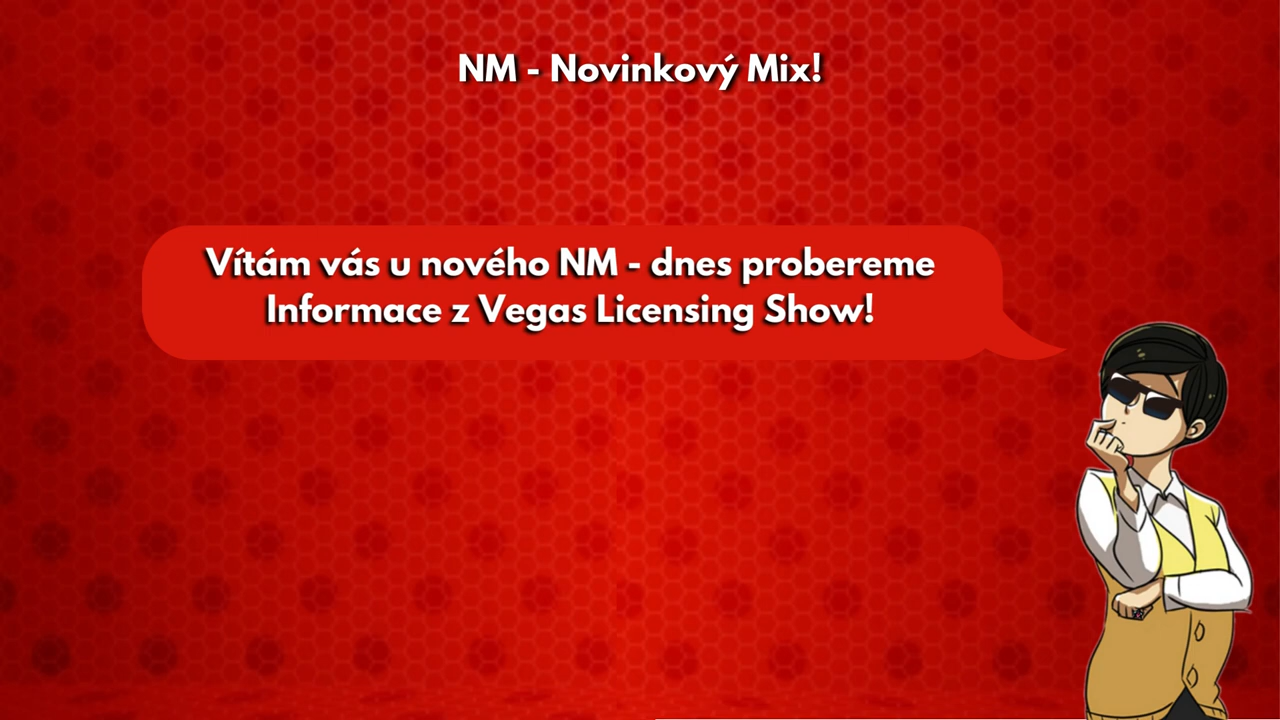 NM - Novinkový Mix!
Vítám vás u nového NM - dnes probereme
Informace z Vegas Licensing Show!